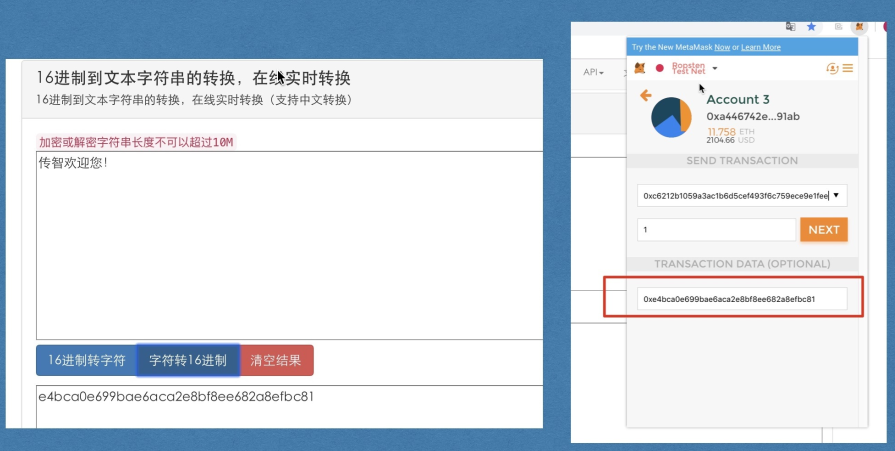 16进制到文本字符串的转换，在线实时转换
16进制到文本字符串的转换，在线实时转换（支持中文转换）
加密或解密字符串长度不可以超过10M
传智欢迎您！
16进制转字符 字符转16进制 清空结果
e4bca0e699bae6aca2e8bf8ee682a8efbc81
Try the New MetaMask Now or Learn More
API
Ropsten
Test Net
Account 3
0xa446742e...91ab
11.758 ETH
2104.66 USD
SEND TRANSACTION
0xc6212b1059a3ac1b6d5cef493f6c759ece9e1fee
1
NEXT
TRANSACTION DATA (OPTIONAL)
0xe4bca0e699bae6aca2e8bf8ee682a8efbc81